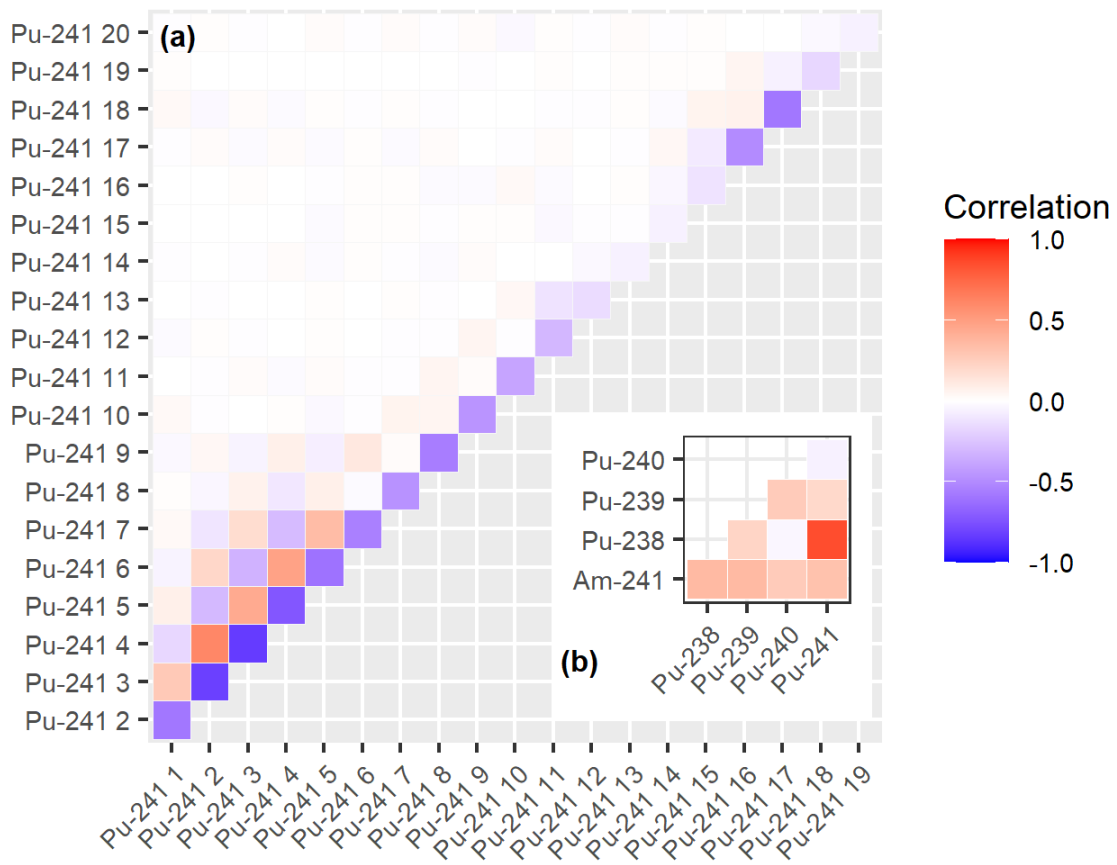 (a)
Pu-241 20
Pu-241 19
Pu-241 18
Pu-241 17
Pu-241 16
Pu-241 15
Pu-241 14
Pu-241 13
Pu-241 12
Pu-241 11
Pu-241 10
Pu-241 9
Pu-241 8
Pu-241 7
Pu-241 6
Pu-241 5
Pu-241 4
Pu-241 3
Pu-241 2
Pu-241 1
Pu-241 2
Pu-241 3
Pu-241 4
Pu-241 5
Pu-241 6
Pu-241 7
Pu-241 8
Pu-241 9
Pu-241 10
Pu-241 11
Pu-241 12
Pu-241 13
Pu-241 14
Pu-241 15
Pu-241 16
Pu-241 17
Pu-241 18
Pu-241 19
(b)
Pu-240
Pu-239
Pu-238
Am-241
Pu-238
Pu-239
Pu-240
Pu-241
Correlation
1.0
0.5
0.0
-0.5
-1.0